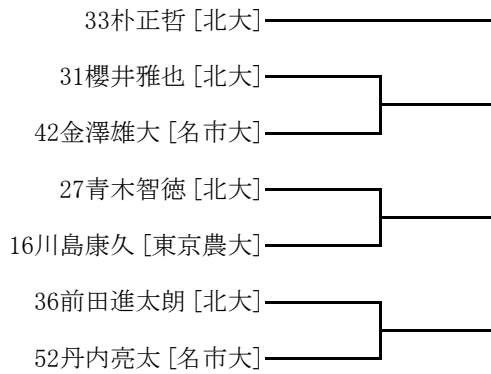 33朴正哲 [北大]
31櫻井雅也 [北大]
42金澤雄大 [名市大]
27青木智徳 [北大]
16川島康久 [東京農大]
36前田進太朗 [北大]
52丹内亮太 [名市大]